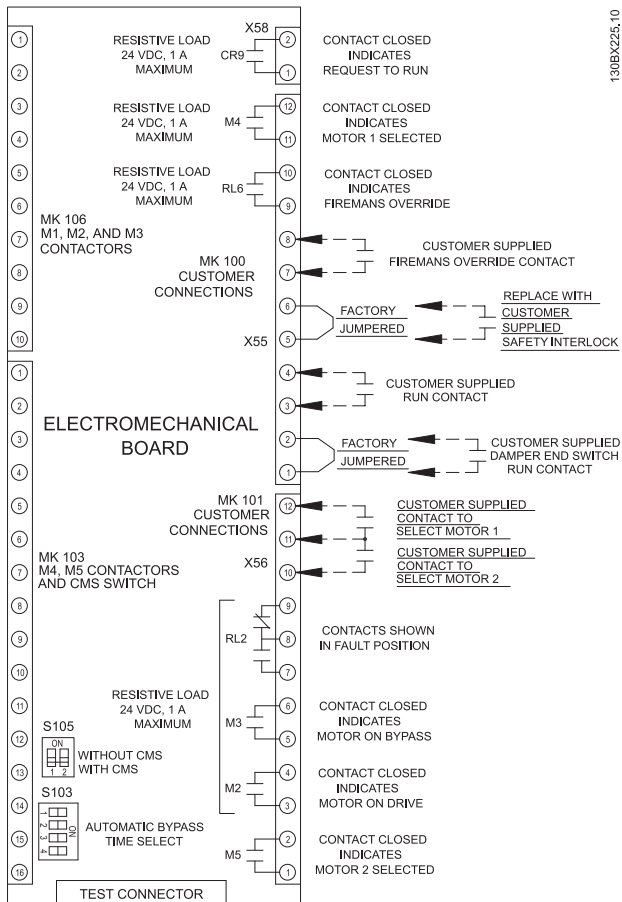 130BX225.10
X58
1
2
3
4
5
6
7
8
9
10
MK 106
M1, M2, AND M3
CONTACTORS
RESISTIVE LOAD
24 VDC, 1 A
MAXIMUM
CR9
2
1
CONTACT CLOSED
INDICATES
REQUEST TO RUN
RESISTIVE LOAD
24 VDC, 1 A
MAXIMUM
M4
12
11
CONTACT CLOSED
INDICATES
MOTOR 1 SELECTED
RESISTIVE LOAD
24 VDC, 1 A
MAXIMUM
RL6
10
9
CONTACT CLOSED
INDICATES
FIREMANS OVERRIDE
MK 100
CUSTOMER
CONNECTIONS
X55
8
7
CUSTOMER SUPPLIED
FIREMANS OVERRIDE CONTACT
6
5
FACTORY
JUMPERED
REPLACE WITH
CUSTOMER
SUPPLIED
SAFETY INTERLOCK
4
3
CUSTOMER SUPPLIED
RUN CONTACT
2
1
FACTORY
JUMPERED
CUSTOMER SUPPLIED
DAMPER END SWITCH
RUN CONTACT
ELECTROMECHANICAL
BOARD
1
2
3
4
5
6
7
8
9
10
11
12
13
14
15
16
MK 103
M4, M5 CONTACTORS
AND CMS SWITCH
MK 101
CUSTOMER
CONNECTIONS
X56
12
11
10
CUSTOMER SUPPLIED
CONTACT TO
SELECT MOTOR 1
CUSTOMER SUPPLIED
CONTACT TO
SELECT MOTOR 2
RL2
9
8
7
CONTACTS SHOWN
IN FAULT POSITION
RESISTIVE LOAD
24 VDC, 1 A
MAXIMUM
M3
6
5
CONTACT CLOSED
INDICATES
MOTOR ON BYPASS
M2
4
3
CONTACT CLOSED
INDICATES
MOTOR ON DRIVE
M5
2
1
CONTACT CLOSED
INDICATES
MOTOR 2 SELECTED
S105
ON
1 2
WITHOUT CMS
WITH CMS
S103
1
2
3
4
ON
AUTOMATIC BYPASS
TIME SELECT
TEST CONNECTOR